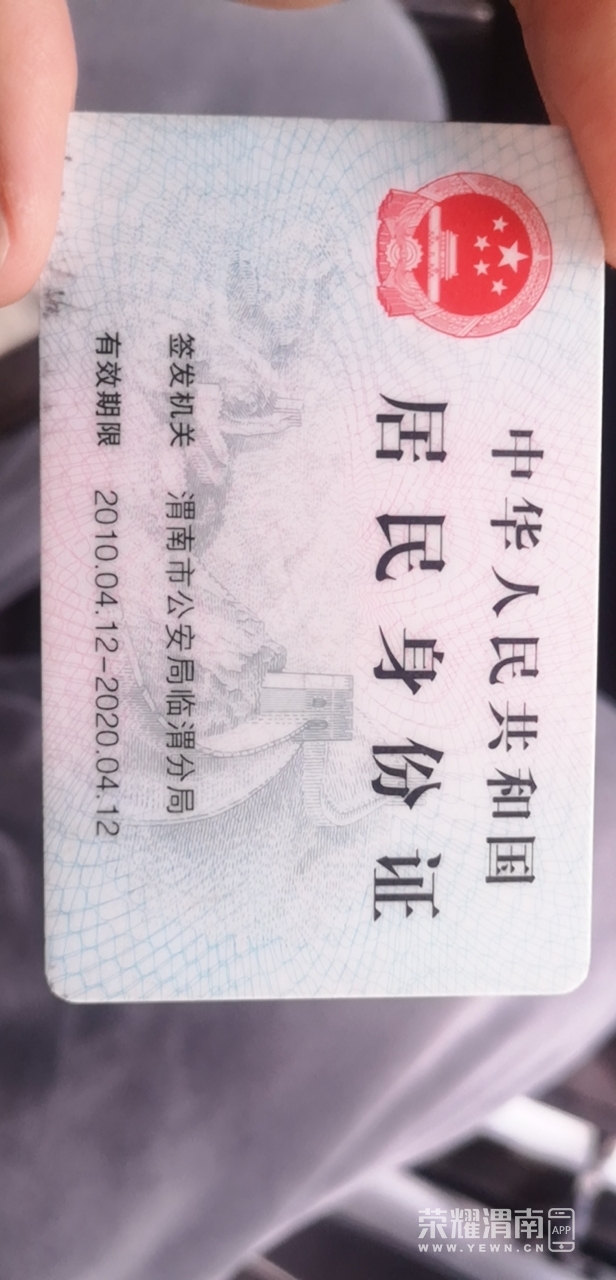 中华人民共和国
居民身份证
签发机关 渭南市公安局临渭分局
有效期限 2010.04.12-2020.04.12
荣耀渭南 APP
WWW.YEWN.CN